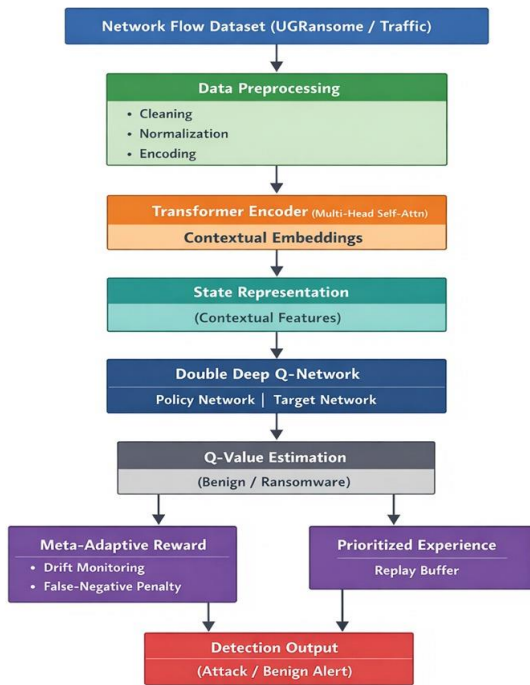 Network Flow Dataset (UGRansome / Traffic)
Data Preprocessing
• Cleaning
• Normalization
• Encoding
Transformer Encoder (Multi-Head Self-Attn)
Contextual Embeddings
State Representation
(Contextual Features)
Double Deep Q-Network
Policy Network | Target Network
Q-Value Estimation
(Benign / Ransomware)
Meta-Adaptive Reward
• Drift Monitoring
• False-Negative Penalty
Prioritized Experience
Replay Buffer
Detection Output
(Attack / Benign Alert)